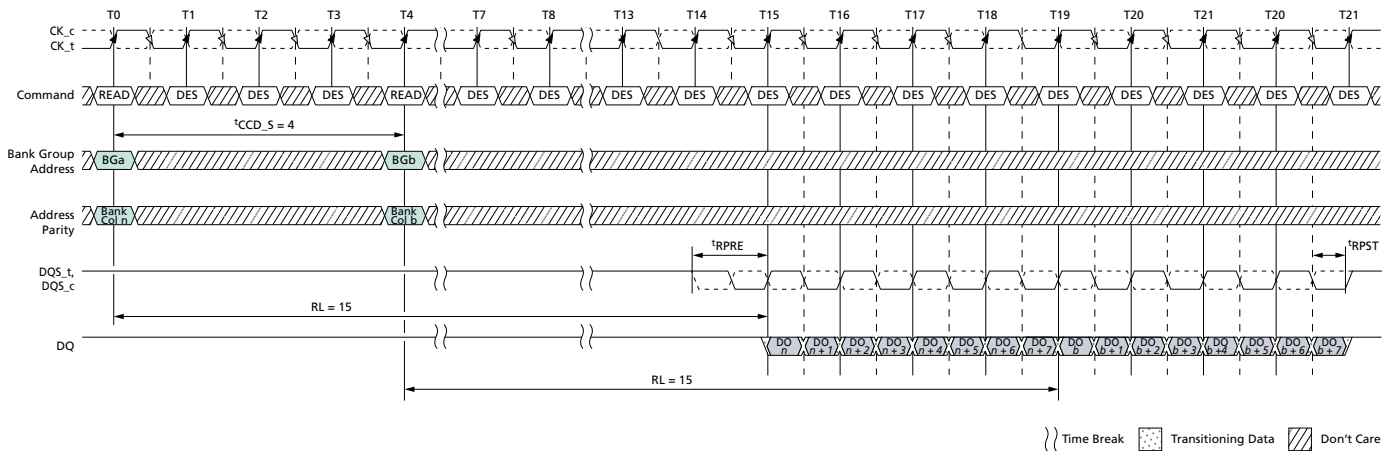 T0 T1 T2 T3 T4 T7 T8 T13 T14 T15 T16 T17 T18 T19 T20 T21 T20 T21
CK_c
CK_t
Command READ DES DES DES READ DES DES DES DES DES DES DES DES DES DES DES DES DES
tCCD_S = 4
Bank Group
Address
BGa BGb
Address
Parity
Bank
Col n
Bank
Col b
tRPRE tRPST
DQS_t,
DQS_c
RL = 15
DQ
DO
n
DO
n + 1
DO
n + 2
DO
n + 3
DO
n + 4
DO
n + 5
DO
n + 6
DO
n + 7
DO
b
DO
b + 1
DO
b + 2
DO
b + 3
DO
b +4
DO
b + 5
DO
b + 6
DO
b + 7
RL = 15
Time Break Transitioning Data Don't Care